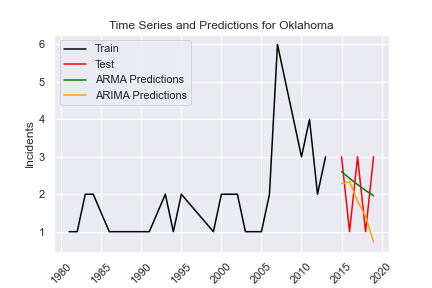 Time Series and Predictions for Oklahoma
6
5
4
3
2
1
Incidents
Train
Test
ARMA Predictions
ARIMA Predictions
1980
1985
1990
1995
2000
2005
2010
2015
2020